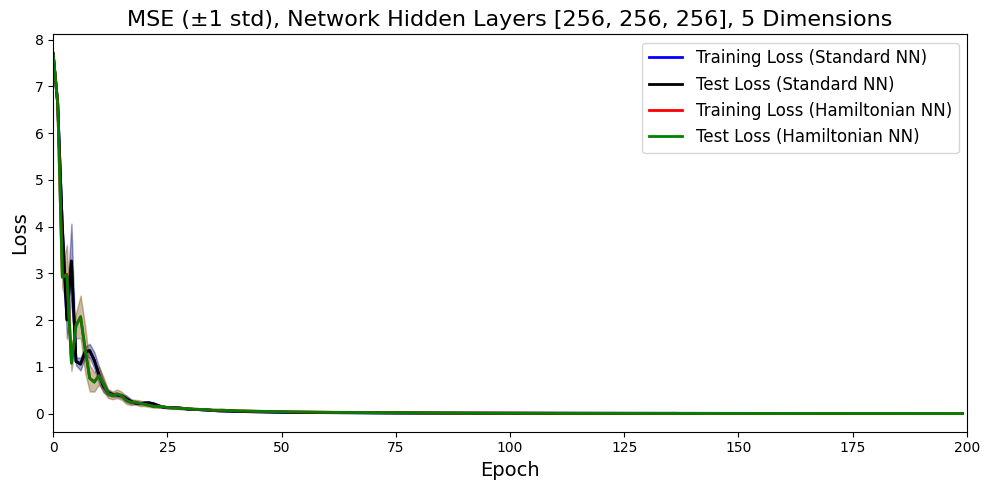 MSE (±1 std), Network Hidden Layers [256, 256, 256], 5 Dimensions
8
7
6
5
4
3
2
1
0
Loss
Training Loss (Standard NN)
Test Loss (Standard NN)
Training Loss (Hamiltonian NN)
Test Loss (Hamiltonian NN)
0 25 50 75 100 125 150 175 200
Epoch